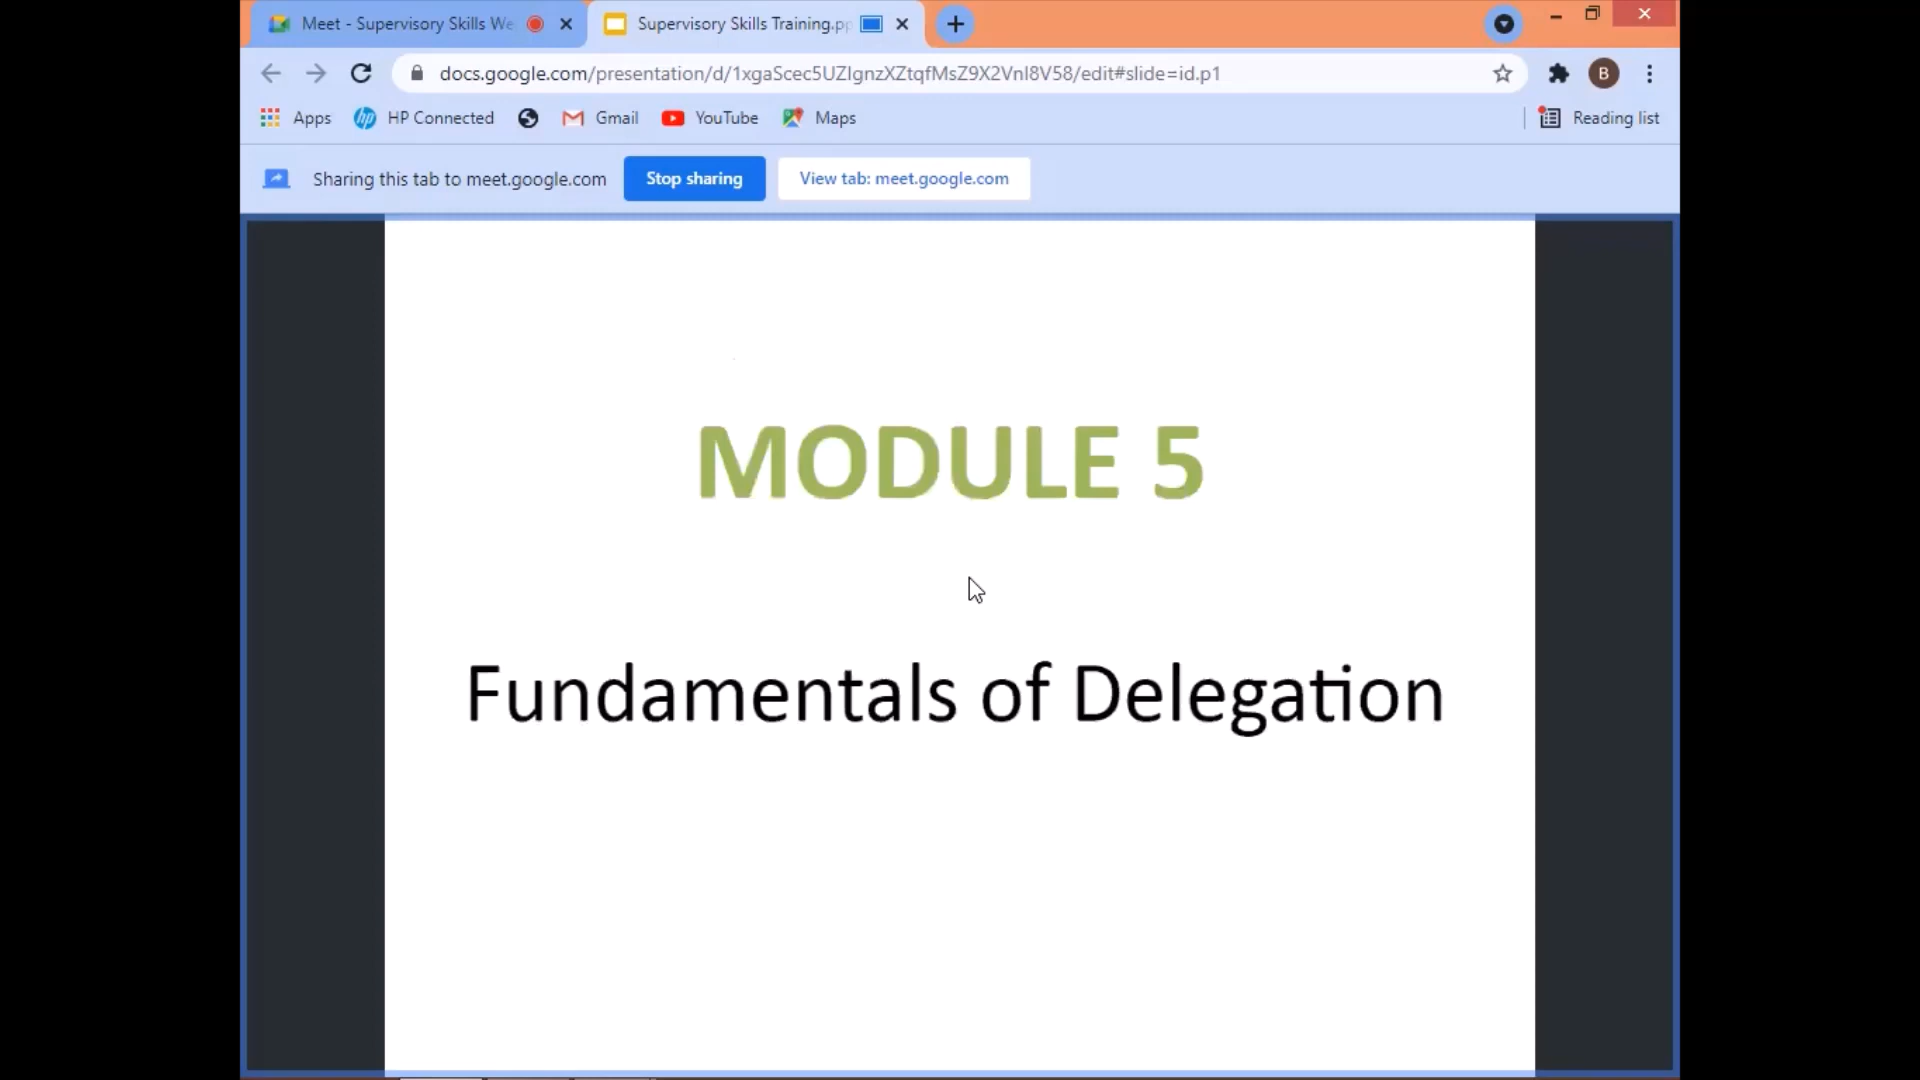 Meet - Supervisory Skills We
Supervisory Skills Training.pp
docs.google.com/presentation/d/1xgaScec5UZIgnzXZtqfMsZ9X2VnI8V58/edit#slide=id.p1
B
Apps
HP Connected
Gmail
YouTube
Maps
Reading list
Sharing this tab to meet.google.com
Stop sharing
View tab: meet.google.com
MODULE 5
Fundamentals of Delegation